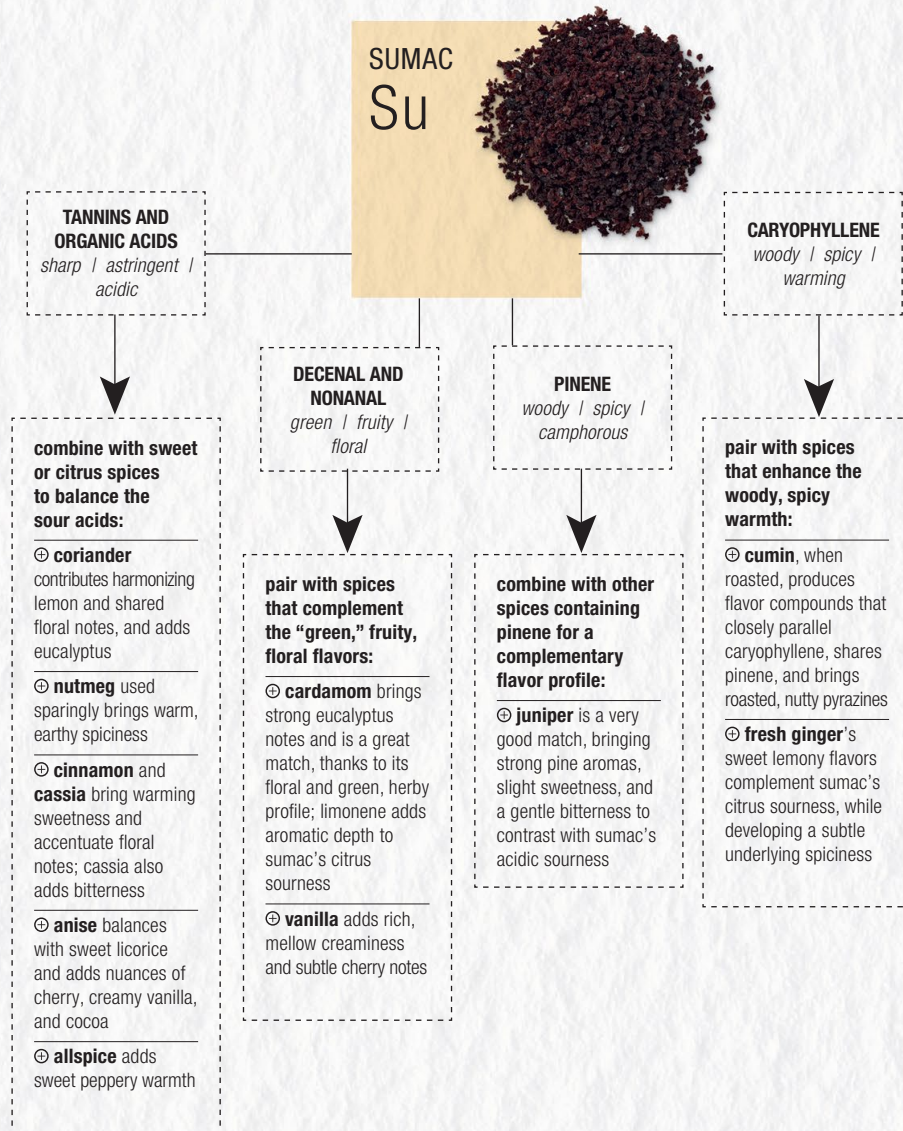 SUMAC
Su
TANNINS AND
ORGANIC ACIDS
sharp | astringent |
acidic
combine with sweet
or citrus spices
to balance the
sour acids:
⊕ coriander
contributes harmonizing
lemon and shared
floral notes, and adds
eucalyptus
⊕ nutmeg used
sparingly brings warm,
earthy spiciness
⊕ cinnamon and
cassia bring warming
sweetness and
accentuate floral
notes; cassia also
adds bitterness
⊕ anise balances
with sweet licorice
and adds nuances of
cherry, creamy vanilla,
and cocoa
⊕ allspice adds
sweet peppery warmth
DECENAL AND
NONANAL
green | fruity |
floral
pair with spices
that complement
the “green,” fruity,
floral flavors:
⊕ cardamom brings
strong eucalyptus
notes and is a great
match, thanks to its
floral and green, herby
profile; limonene adds
aromatic depth to
sumac’s citrus
sourness
⊕ vanilla adds rich,
mellow creaminess
and subtle cherry notes
PINENE
woody | spicy |
camphorous
combine with other
spices containing
pinene for a
complementary
flavor profile:
⊕ juniper is a very
good match, bringing
strong pine aromas,
slight sweetness, and
a gentle bitterness to
contrast with sumac’s
acidic sourness
CARYOPHYLLENE
woody | spicy |
warming
pair with spices
that enhance the
woody, spicy
warmth:
⊕ cumin, when
roasted, produces
flavor compounds that
closely parallel
caryophyllene, shares
pinene, and brings
roasted, nutty pyrazines
⊕ fresh ginger’s
sweet lemony flavors
complement sumac’s
citrus sourness, while
developing a subtle
underlying spiciness